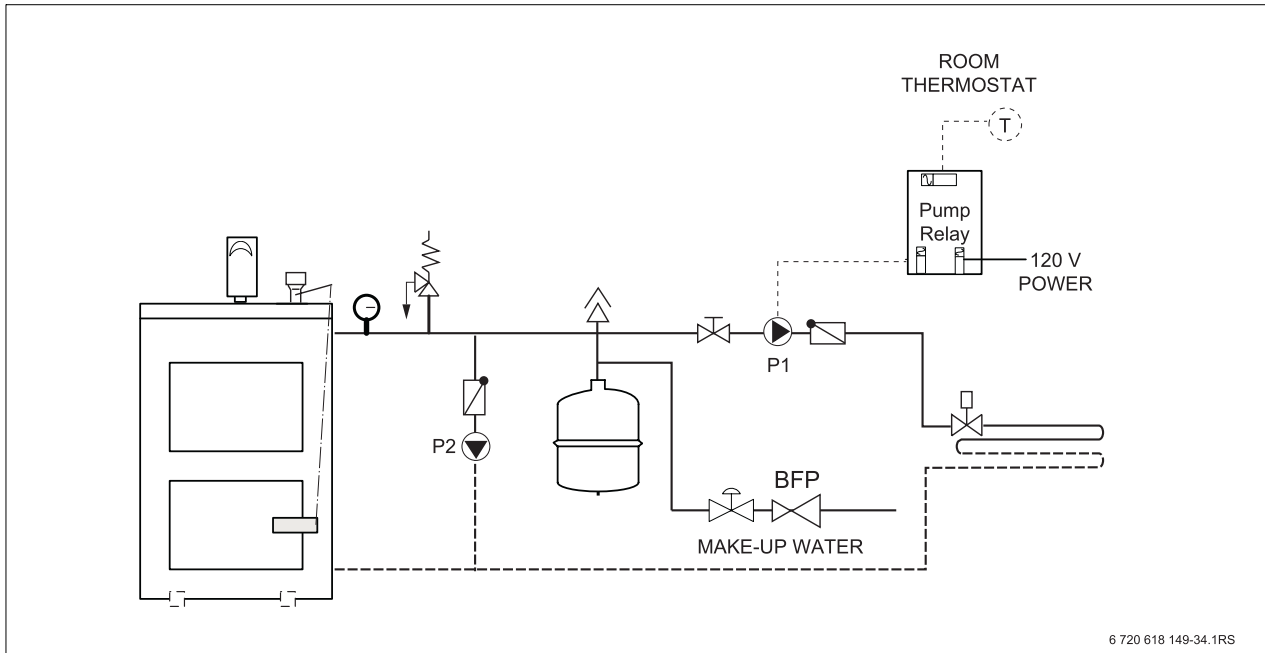 ROOM
THERMOSTAT
T
Pump
Relay
120 V
POWER
P1
P2
BFP
MAKE-UP WATER
6 720 618 149-34.1RS